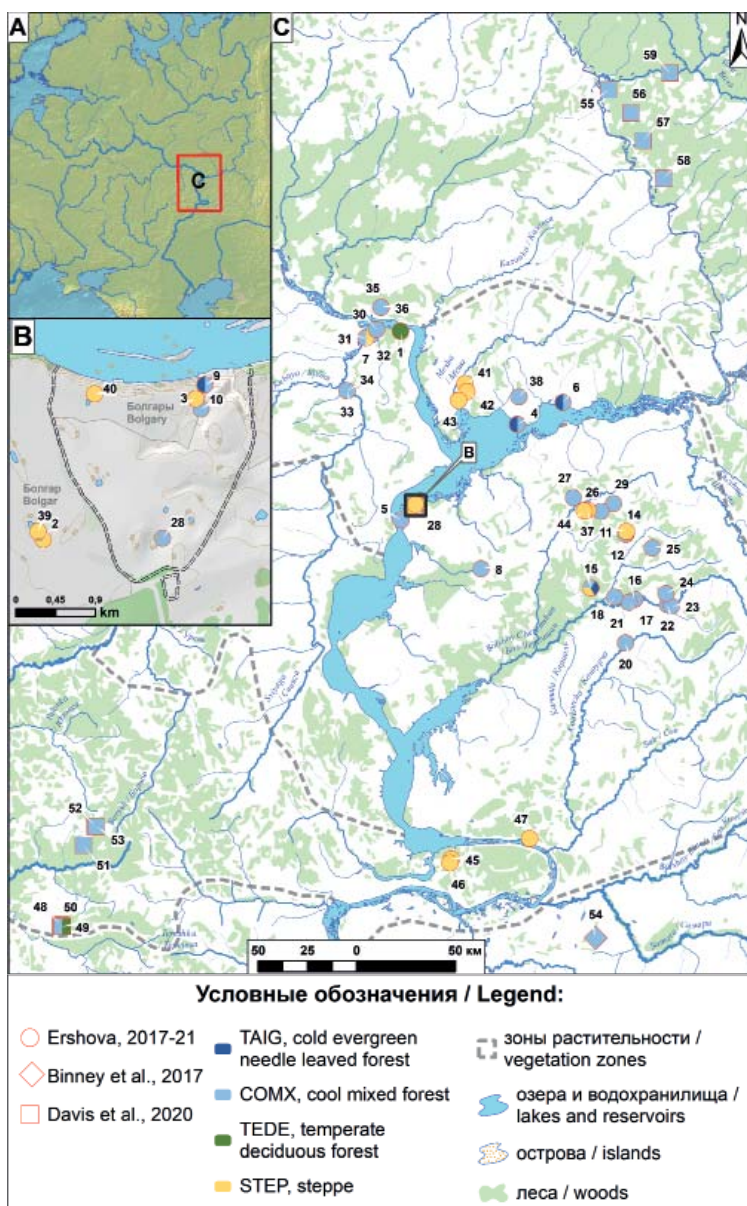 A
C
C
N
59
55
56
57
58
Kazanka / Казанка
35
30
36
31
7
32
1
34
33
Mesha / Меша
41
42
43
38
6
4
B
Болгары
Bolgary
Болгар
Bolgar
40
9
3
10
39
2
28
0
0,45
0,9
km
B
5
28
8
27
26
29
44
37
11
14
12
25
15
16
24
18
21
17
22
23
20
Sviyaga / Свияга
52
53
51
48
50
49
47
45
46
54
50
25
0
50 км
Условные обозначения / Legend:
Ershova, 2017-21
Binney et al., 2017
Davis et al., 2020
TAIG, cold evergreen
needle leaved forest
COMX, cool mixed forest
TEDE, temperate
deciduous forest
STEP, steppe
зоны растительности /
vegetation zones
озера и водохранилища /
lakes and reservoirs
острова / islands
леса / woods